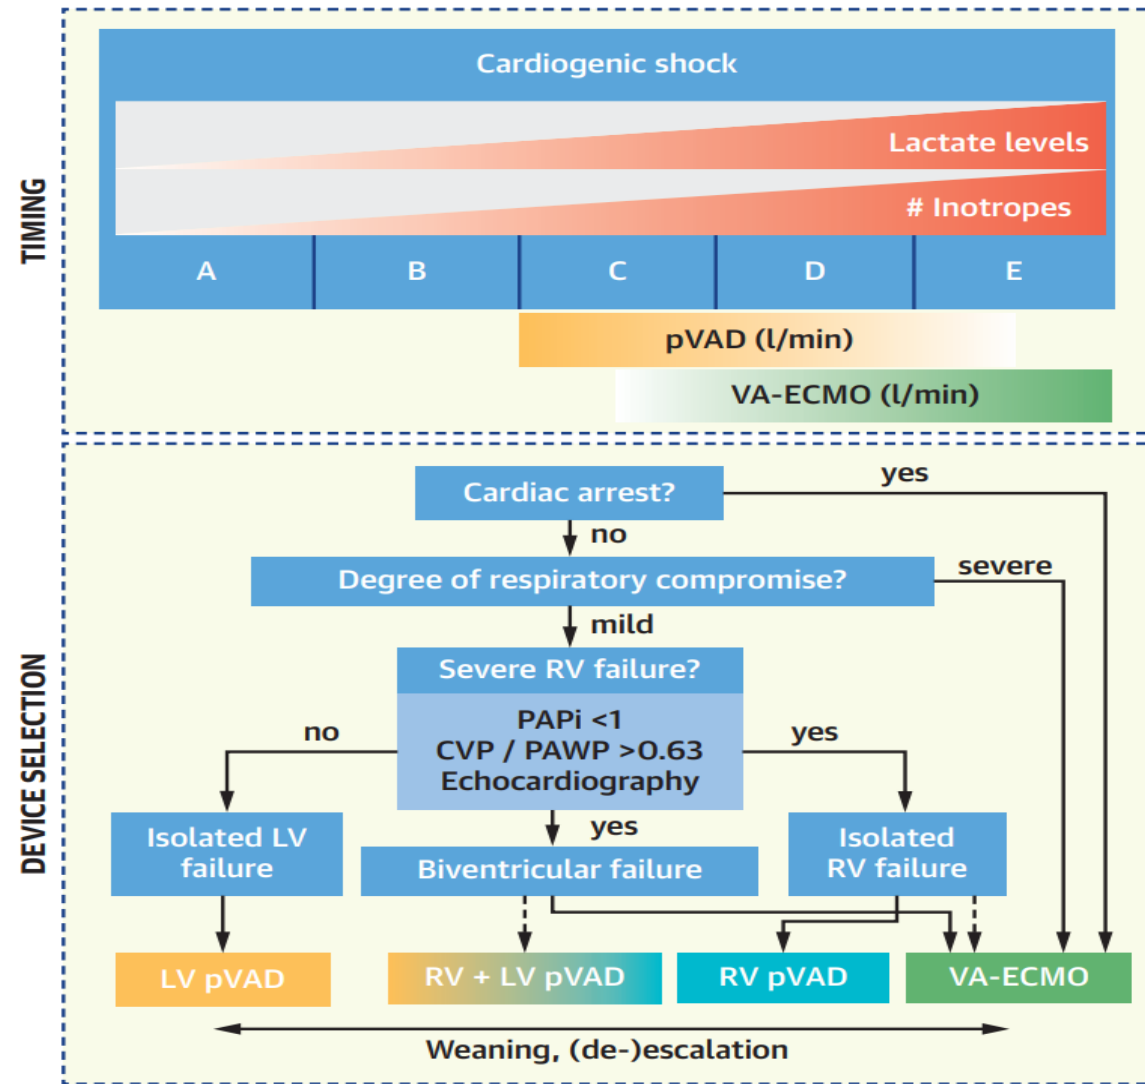 TIMING
Cardiogenic shock
Lactate levels
# Inotropes
A
B
C
D
E
pVAD (l/min)
VA-ECMO (l/min)
DEVICE SELECTION
Cardiac arrest?
yes
no
Degree of respiratory compromise?
severe
mild
Severe RV failure?
PAPi <1
CVP / PAWP >0.63
Echocardiography
no
yes
yes
Isolated LV
failure
Biventricular failure
Isolated
RV failure
LV pVAD
RV + LV pVAD
RV pVAD
VA-ECMO
Weaning, (de-)escalation